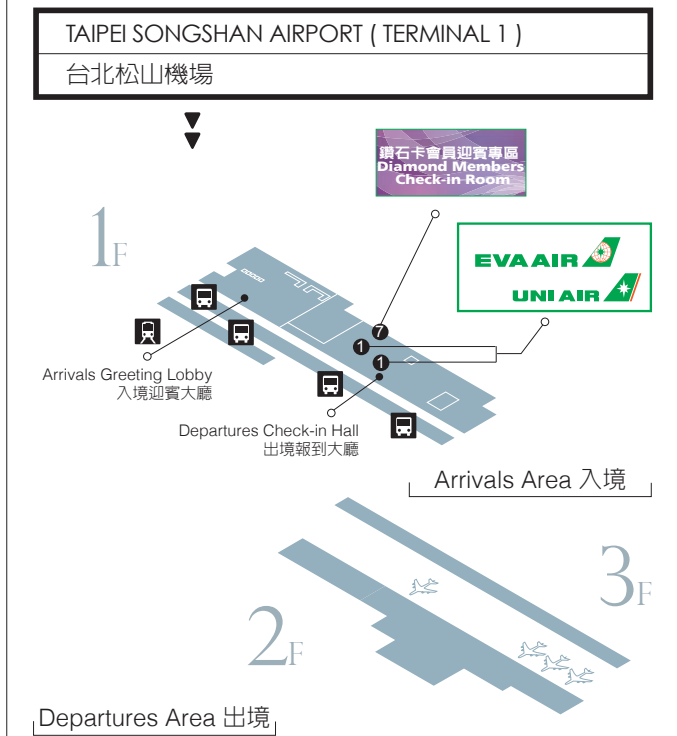 TAIPEI SONGSHAN AIRPORT ( TERMINAL 1 )
台北松山機場
鑽石卡會員迎賓專區
Diamond Members
Check-in Room
1F
EVA AIR
UNI AIR
7
1
1
Arrivals Greeting Lobby
入境迎賓大廳
Departures Check-in Hall
出境報到大廳
Arrivals Area 入境
3F
2F
Departures Area 出境